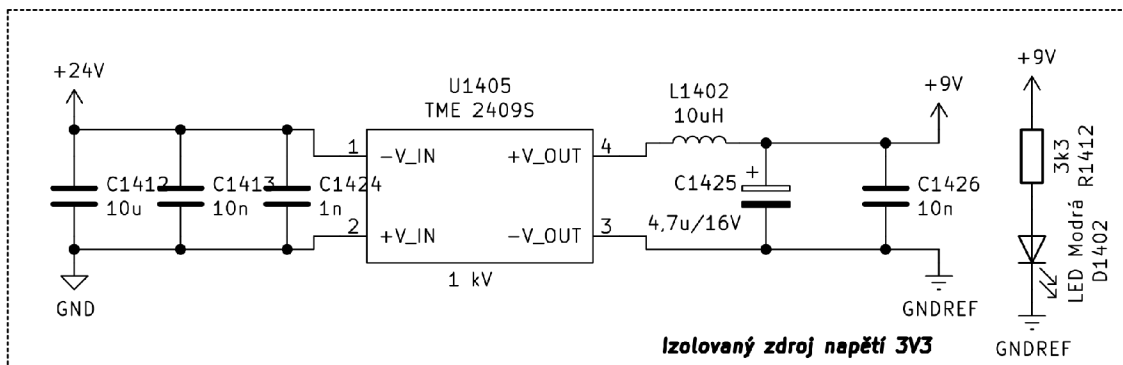 +24V
C1412
10u
C1413
10n
C1424
1n
GND
U1405
TME 2409S
1
-V_IN
2
+V_IN
+V_OUT
4
-V_OUT
3
1 kV
L1402
10uH
C1425
+
4,7u/16V
+9V
C1426
10n
GNDREF
Izolovaný zdroj napětí 3V3
+9V
3k3
R1412
LED Modrá
D1402
GNDREF